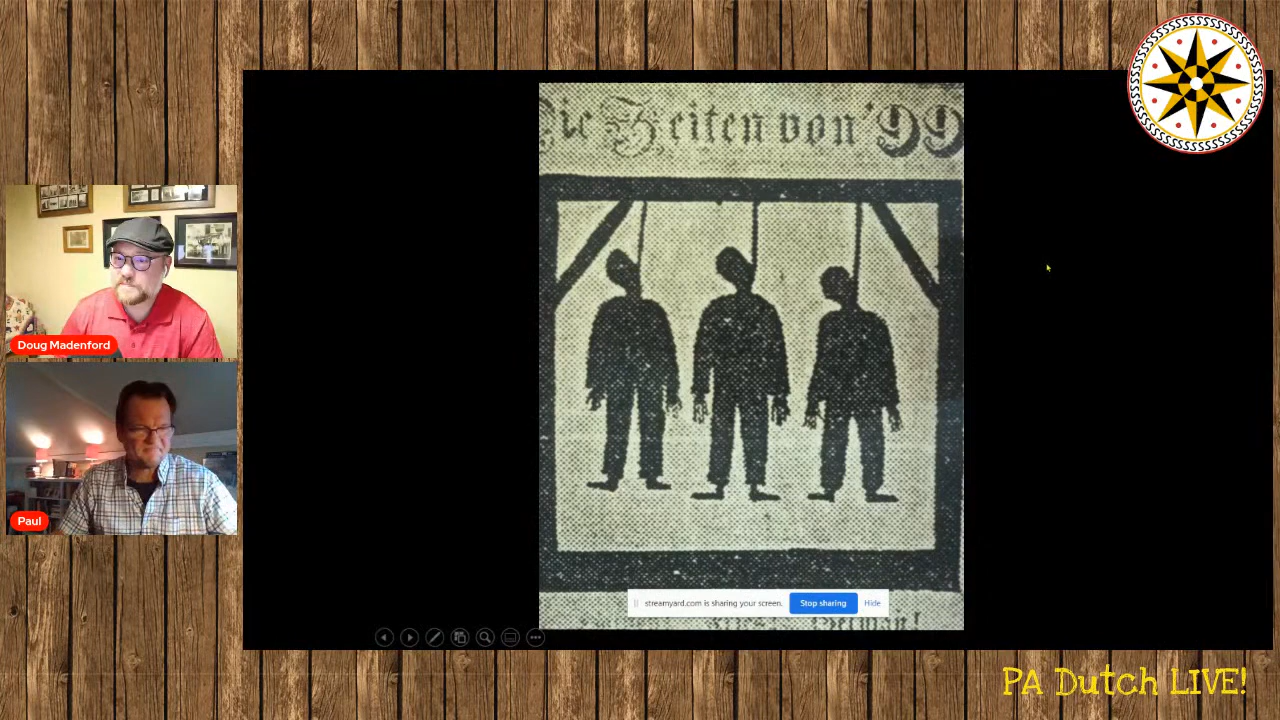 ie Zeiten von '99
Doug Madenford
Paul
streamyard.com is sharing your screen.
Stop sharing
Hide
PA Dutch LIVE!